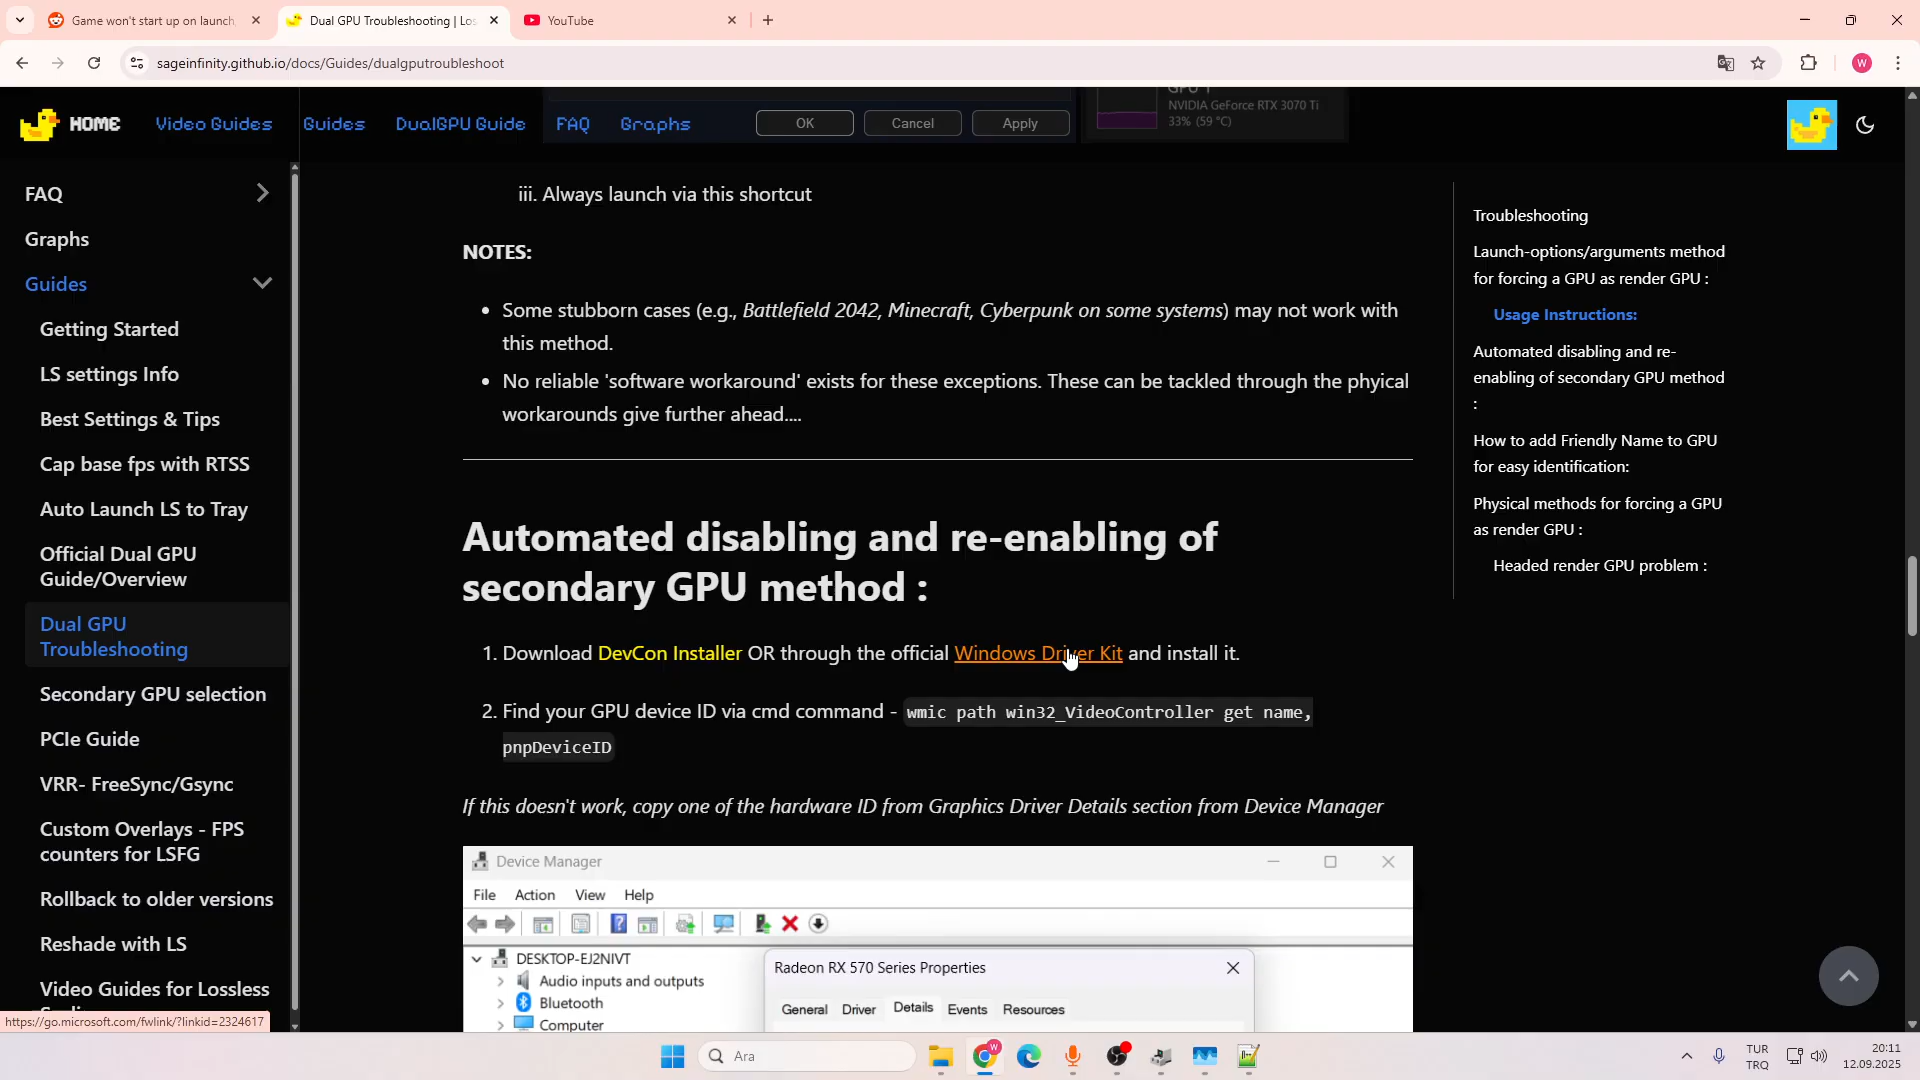 Game won't start up on launch
Dual GPU Troubleshooting | Los
YouTube
sageinfinity.github.io/docs/Guides/dualgputroubleshoot
W
HOME
Video Guides
Guides
DualGPU Guide
FAQ
Graphs
OK
Cancel
Apply
NVIDIA GeForce RTX 3070 Ti
33% (59 °C)
FAQ
Graphs
Guides
Getting Started
LS settings Info
Best Settings & Tips
Cap base fps with RTSS
Auto Launch LS to Tray
Official Dual GPU
Guide/Overview
Dual GPU
Troubleshooting
Secondary GPU selection
PCIe Guide
VRR- FreeSync/Gsync
Custom Overlays - FPS
counters for LSFG
Rollback to older versions
Reshade with LS
Video Guides for Lossless
https://go.microsoft.com/fwlink/?linkid=2324617
iii. Always launch via this shortcut
NOTES:
• Some stubborn cases (e.g., Battlefield 2042, Minecraft, Cyberpunk on some systems) may not work with
this method.
• No reliable 'software workaround' exists for these exceptions. These can be tackled through the phyical
workarounds give further ahead....
Automated disabling and re-enabling of
secondary GPU method :
1. Download DevCon Installer OR through the official Windows Driver Kit and install it.
2. Find your GPU device ID via cmd command - wmic path win32_VideoController get name,
pnpDeviceID
If this doesn't work, copy one of the hardware ID from Graphics Driver Details section from Device Manager
Device Manager
File Action View Help
DESKTOP-EJ2NIVT
Audio inputs and outputs
Bluetooth
Computer
Radeon RX 570 Series Properties
General Driver Details Events Resources
Troubleshooting
Launch-options/arguments method
for forcing a GPU as render GPU :
Usage Instructions:
Automated disabling and re-
enabling of secondary GPU method
:
How to add Friendly Name to GPU
for easy identification:
Physical methods for forcing a GPU
as render GPU :
Headed render GPU problem :
Ara
W
TUR
TRQ
20:11
12.09.2025